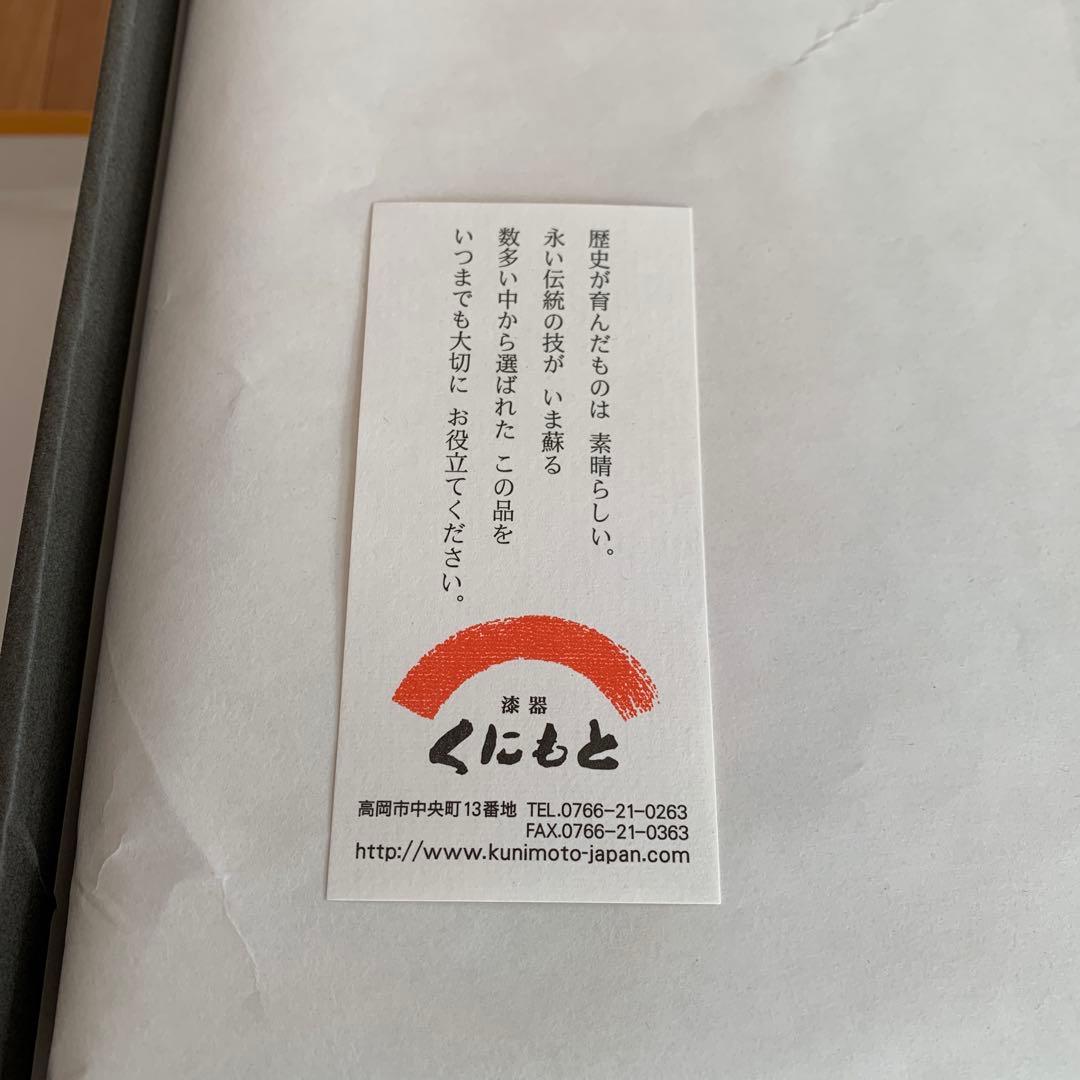 歴史が育んだものは 素晴らしい。
永い伝統の技が いま蘇る
数多い中から選ばれた この品を
いつまでも大切に お役立てください。
漆器
くにもと
高岡市中央町13番地 TEL.0766-21-0263
FAX.0766-21-0363
http://www.kunimoto-japan.com